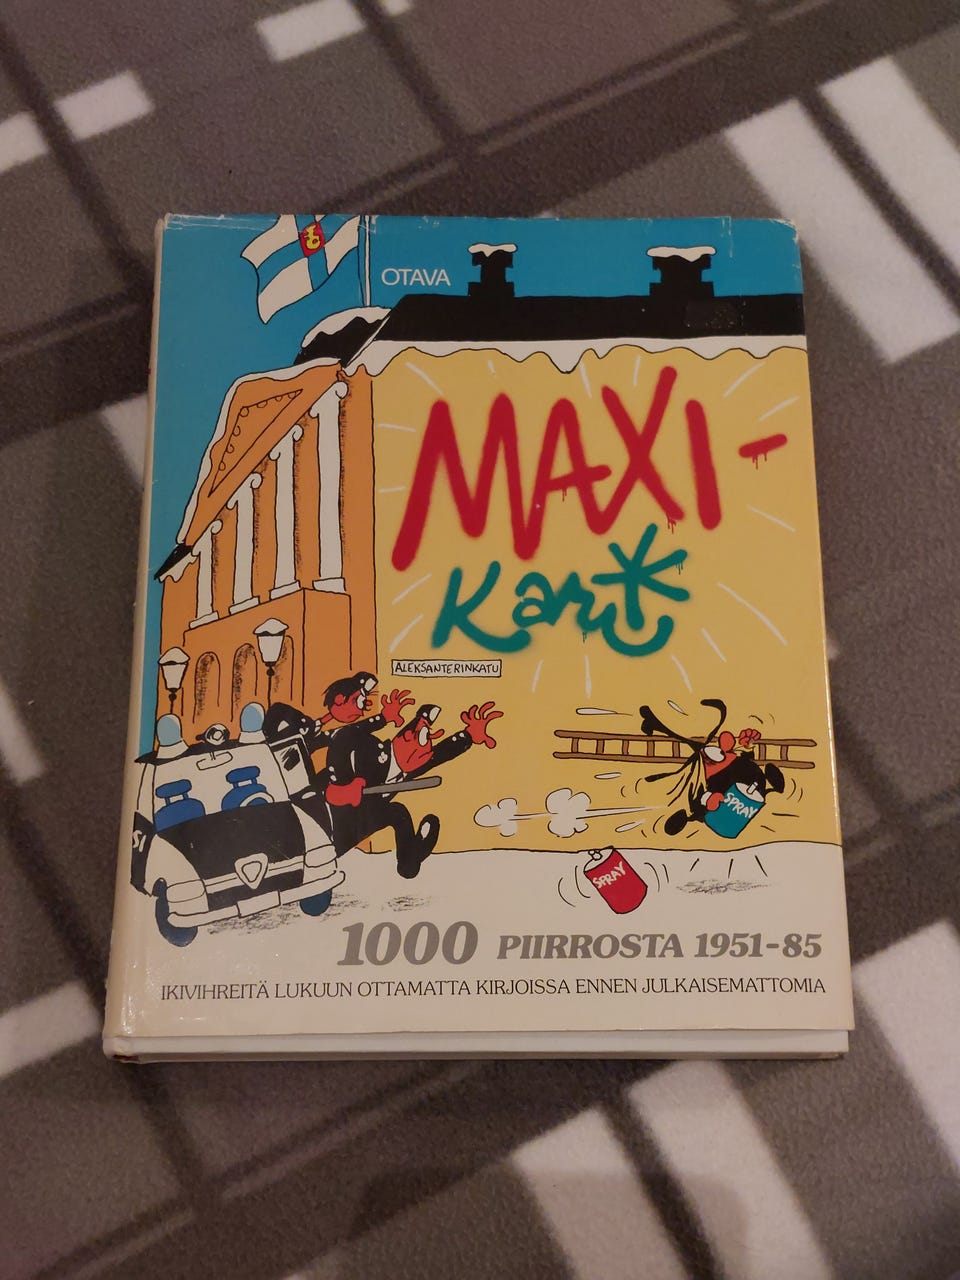 OTAVA
MAXI-
Kari
ALEKSANTERINKATU
SPRAY
SPRAY
1000 PIIRROSTA 1951-85
IKIVIHREITÄ LUKUUN OTTAMATTA KIRJOISSA ENNEN JULKAISEMATTOMIA